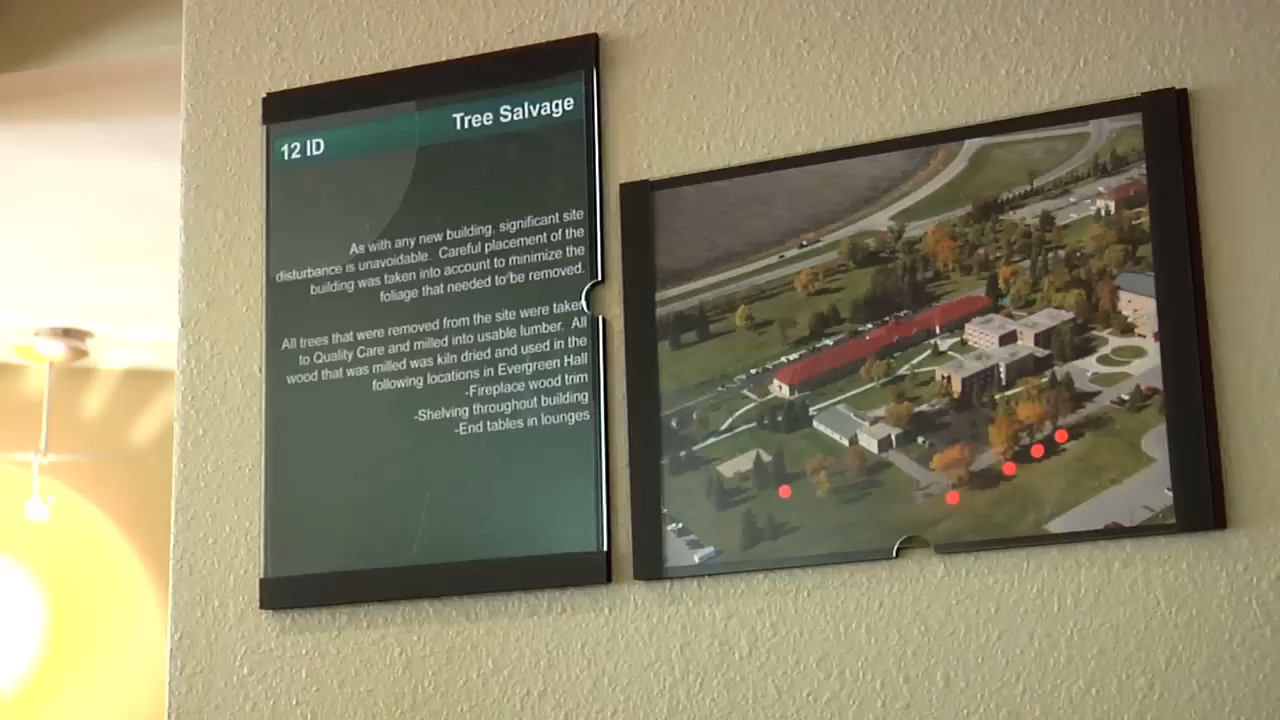 12 ID
Tree Salvage
As with any new building, significant site
disturbance is unavoidable. Careful placement of the
building was taken into account to minimize the
foliage that needed to be removed.
All trees that were removed from the site were taken
to Quality Care and milled into usable lumber. All
wood that was milled was kiln dried and used in the
following locations in Evergreen Hall
-Fireplace wood trim
-Shelving throughout building
-End tables in lounges